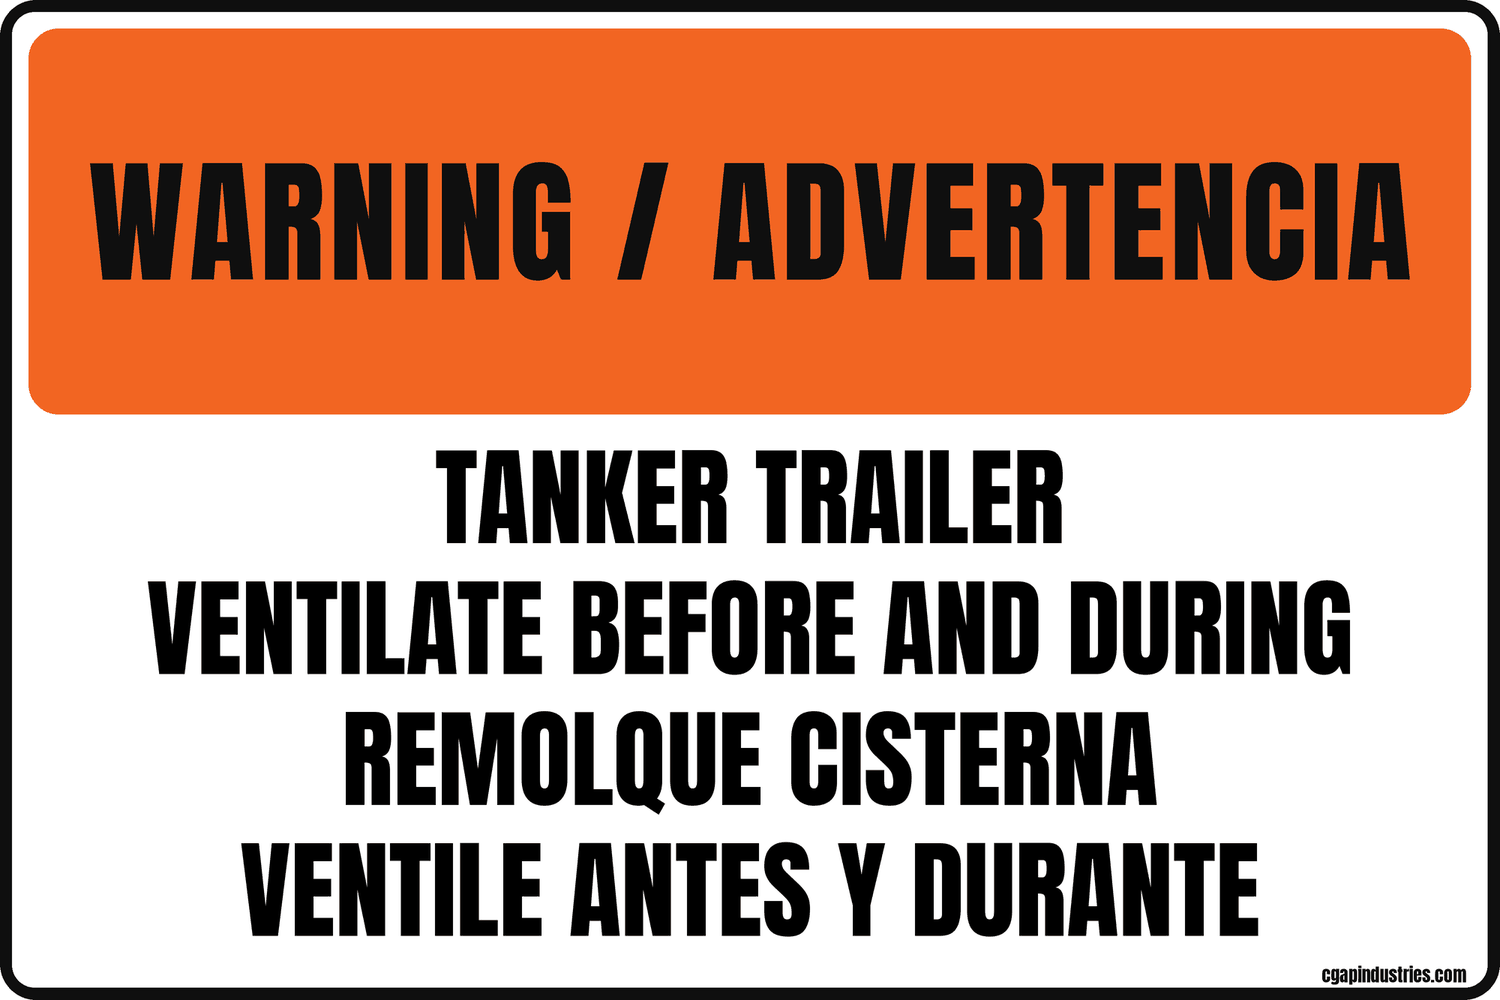 WARNING / ADVERTENCIA
TANKER TRAILER
VENTILATE BEFORE AND DURING
REMOLQUE CISTERNA
VENTILE ANTES Y DURANTE
cgapindustries.com